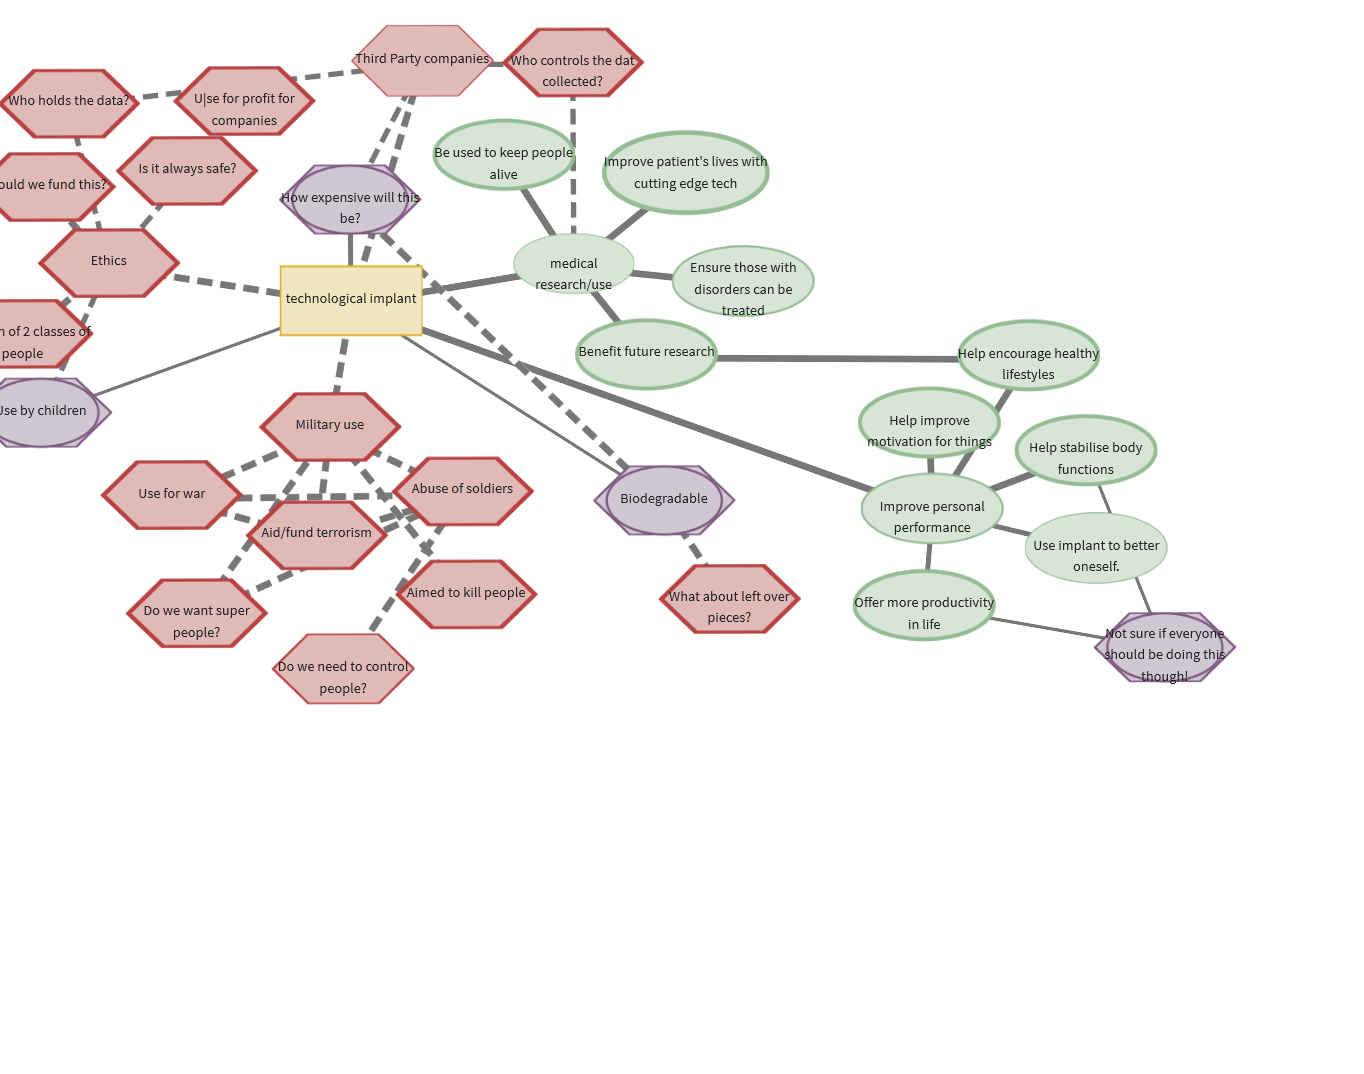 Third Party companies
Who controls the dat
collected?
Who holds the data?
U|se for profit for
companies
Be used to keep people
alive
Improve patient's lives with
cutting edge tech
Is it always safe?
ould we fund this?
How expensive will this
be?
Ethics
medical
research/use
Ensure those with
disorders can be
treated
technological implant
n of 2 classes of
people
Benefit future research
Help encourage healthy
lifestyles
Use by children
Military use
Help improve
motivation for things
Help stabilise body
functions
Use for war
Abuse of soldiers
Biodegradable
Improve personal
performance
Aid/fund terrorism
Use implant to better
oneself.
Do we want super
people?
Aimed to kill people
What about left over
pieces?
Offer more productivity
in life
Not sure if everyone
should be doing this
though!
Do we need to control
people?